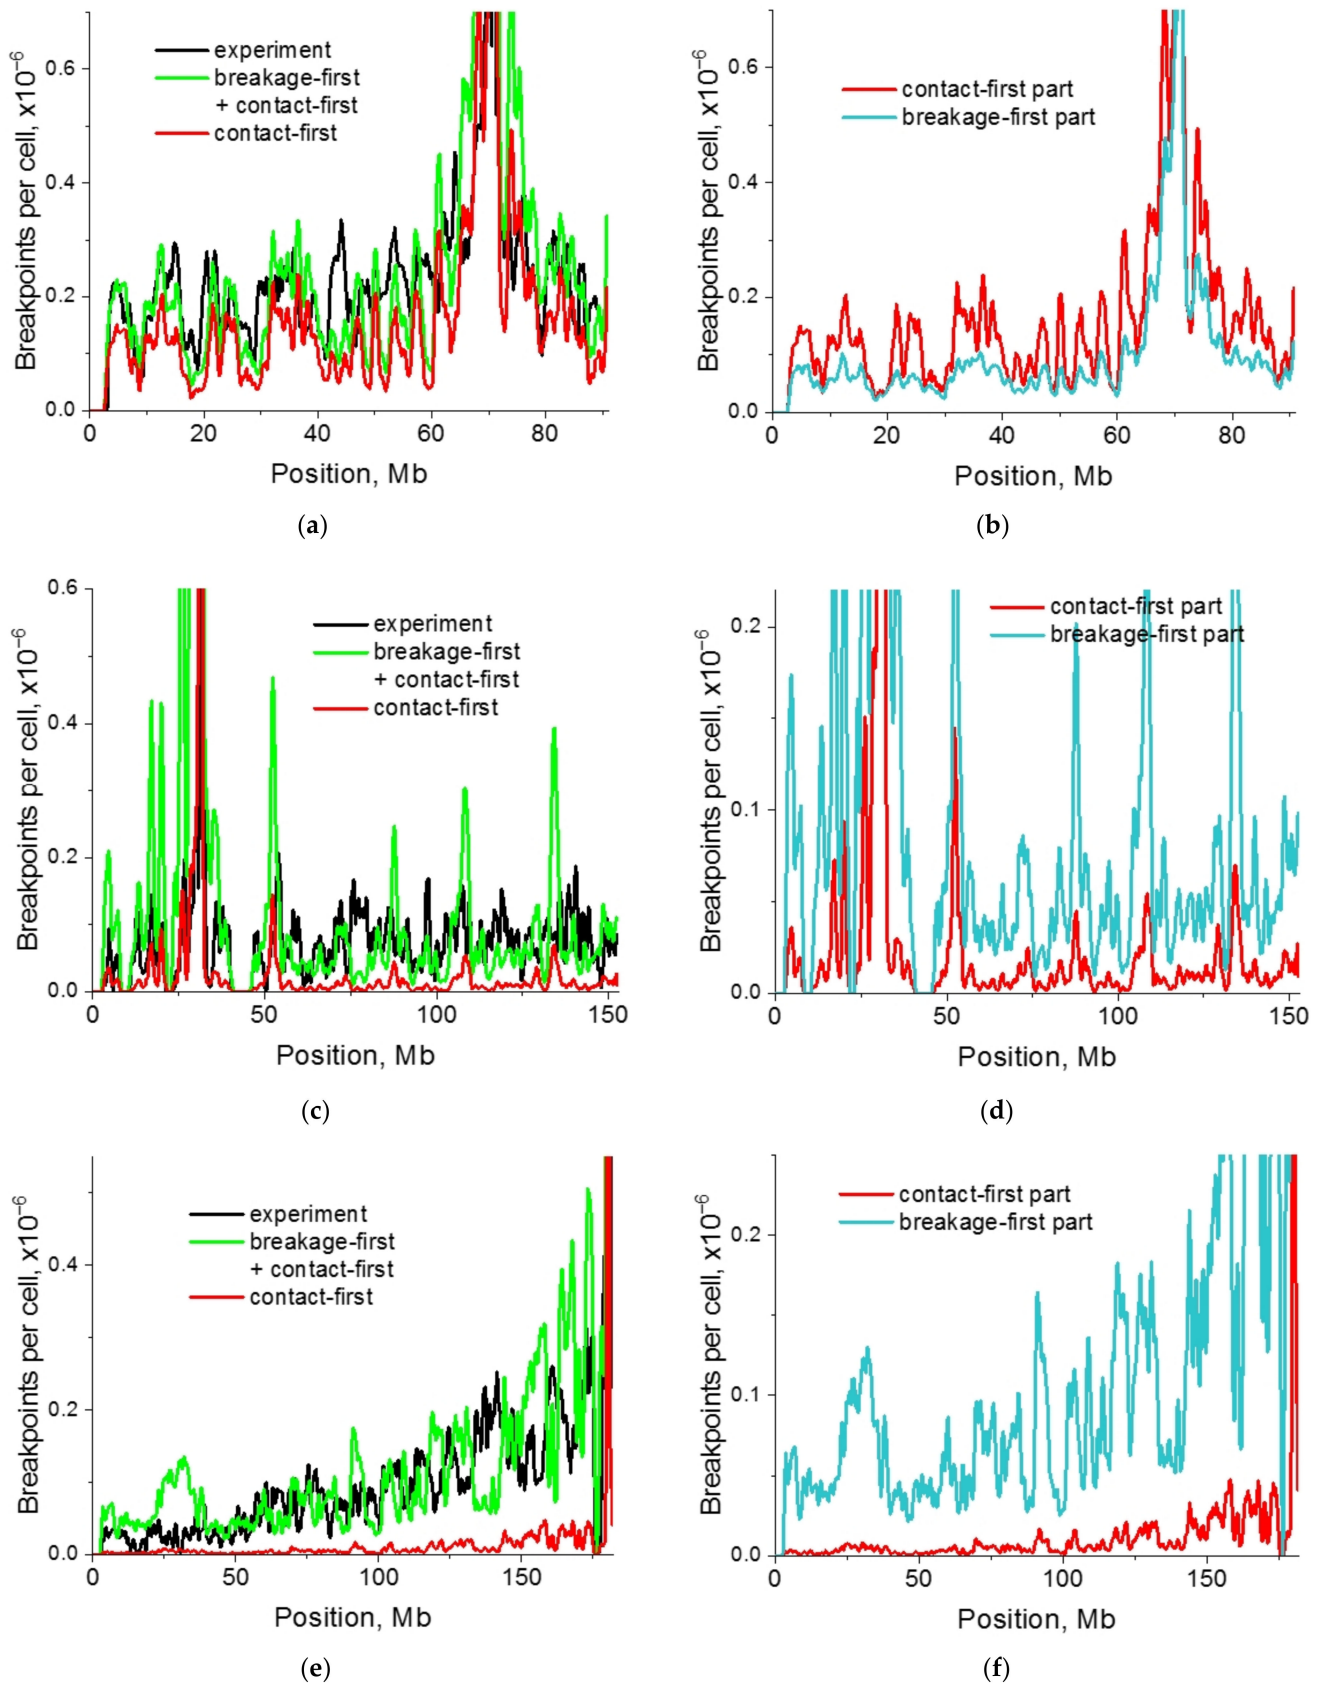 experiment
breakage-first
+ contact-first
contact-first
Breakpoints per cell, x10⁻⁶
0.6
0.4
0.2
0.0
0 20 40 60 80
Position, Mb
(a)
contact-first part
breakage-first part
Breakpoints per cell, x10⁻⁶
0.6
0.4
0.2
0.0
0 20 40 60 80
Position, Mb
(b)
experiment
breakage-first
+ contact-first
contact-first
Breakpoints per cell, x10⁻⁶
0.6
0.4
0.2
0.0
0 50 100 150
Position, Mb
(c)
contact-first part
breakage-first part
Breakpoints per cell, x10⁻⁶
0.2
0.1
0.0
0 50 100 150
Position, Mb
(d)
experiment
breakage-first
+ contact-first
contact-first
Breakpoints per cell, x10⁻⁶
0.4
0.2
0.0
0 50 100 150
Position, Mb
(e)
contact-first part
breakage-first part
Breakpoints per cell, x10⁻⁶
0.2
0.1
0.0
0 50 100 150
Position, Mb
(f)